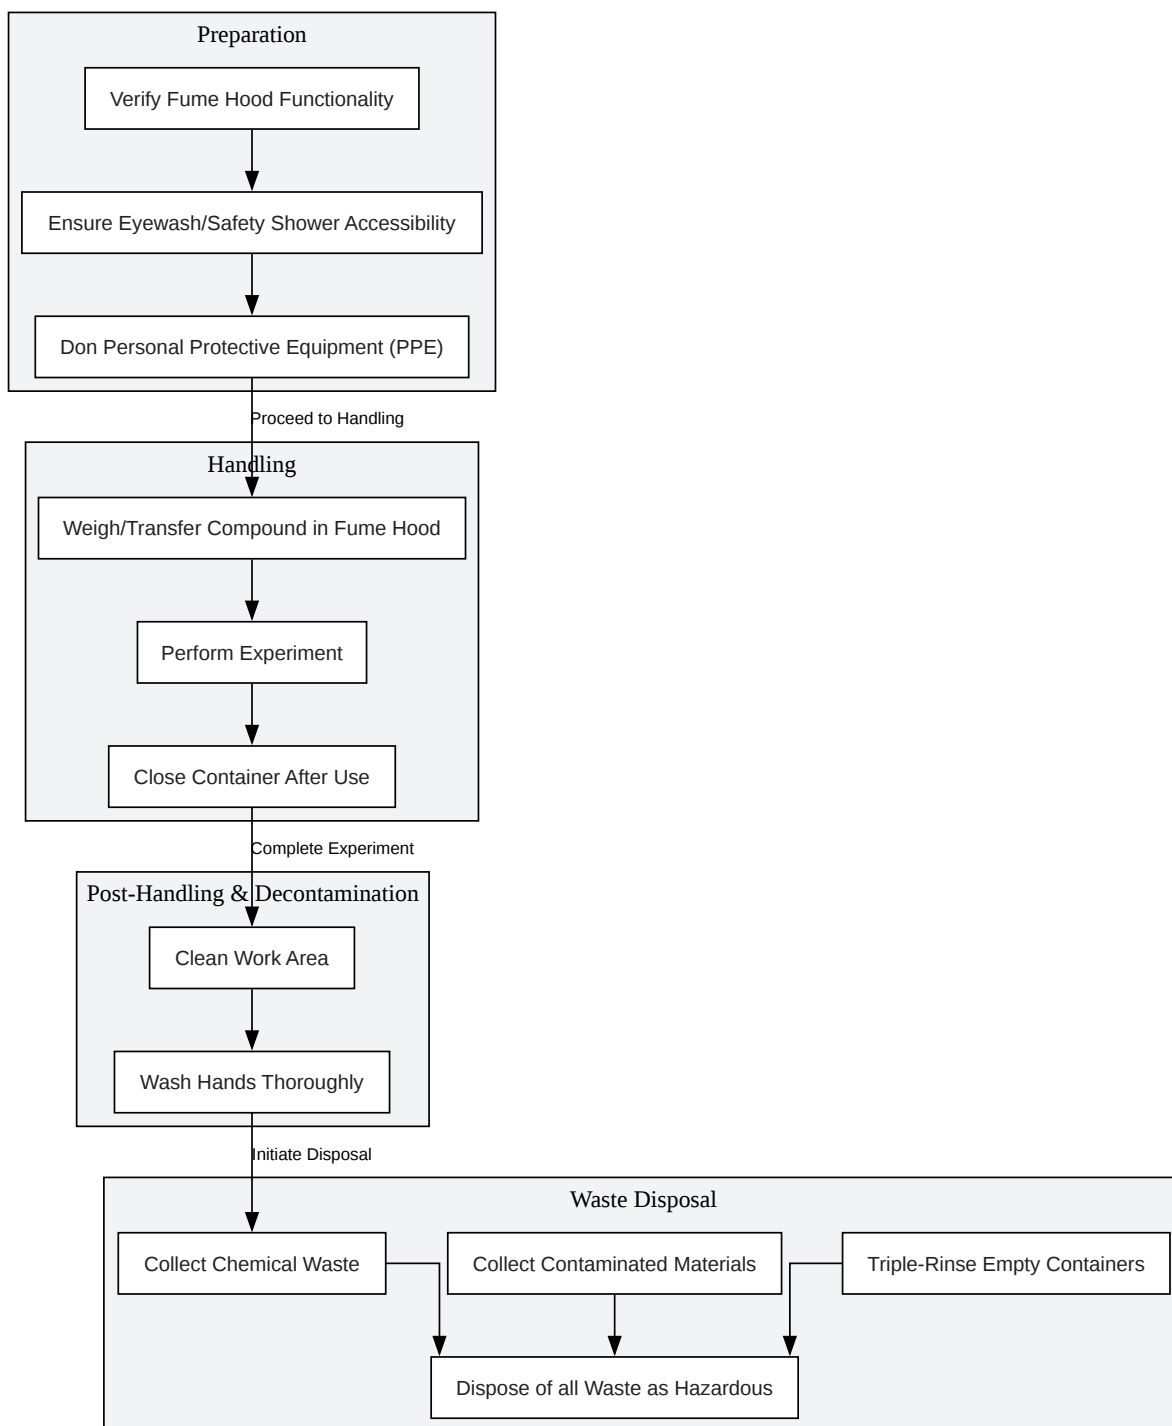 Preparation
Verify Fume Hood Functionality
Ensure Eyewash/Safety Shower Accessibility
Don Personal Protective Equipment (PPE)
Proceed to Handling
Handling
Weigh/Transfer Compound in Fume Hood
Perform Experiment
Close Container After Use
Complete Experiment
Post-Handling & Decontamination
Clean Work Area
Wash Hands Thoroughly
Initiate Disposal
Waste Disposal
Collect Chemical Waste
Collect Contaminated Materials
Triple-Rinse Empty Containers
Dispose of all Waste as Hazardous